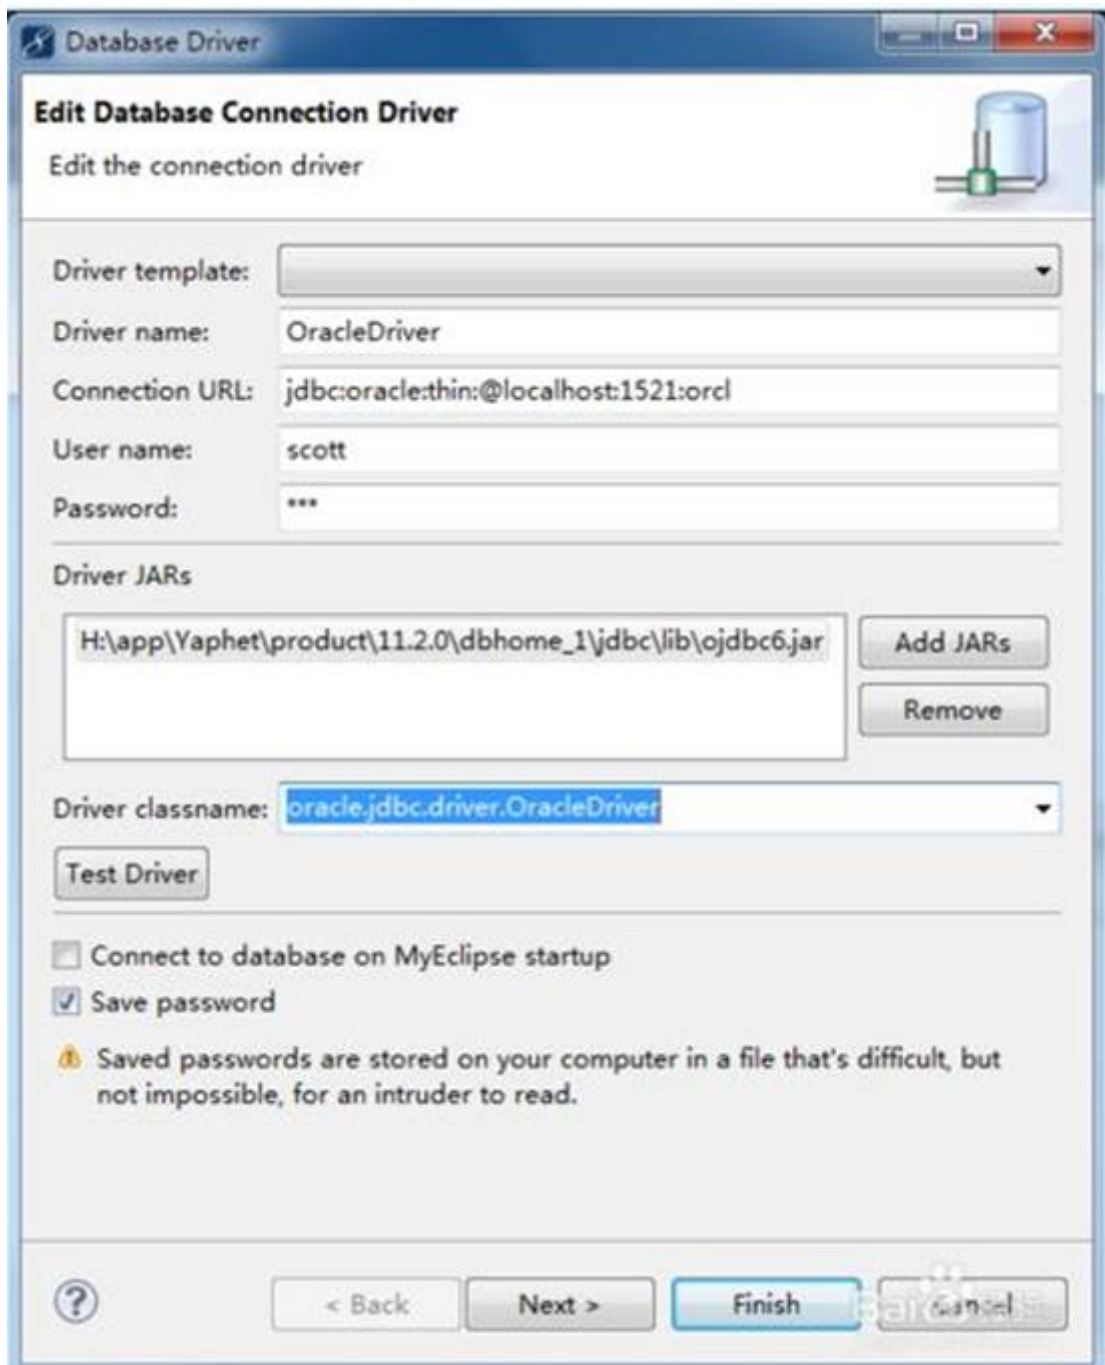 Database Driver
Edit Database Connection Driver
Edit the connection driver
Driver template:
Driver name: OracleDriver
Connection URL: jdbc:oracle:thin:@localhost:1521:orcl
User name: scott
Password: ***
Driver JARs
H:\app\Yaphet\product\11.2.0\dbhome_1\jdbc\lib\ojdbc6.jar
Add JARs
Remove
Driver classname: oracle.jdbc.driver.OracleDriver
Test Driver
Connect to database on MyEclipse startup
Save password
Saved passwords are stored on your computer in a file that's difficult, but
not impossible, for an intruder to read.
? < Back Next > Finish Cancel